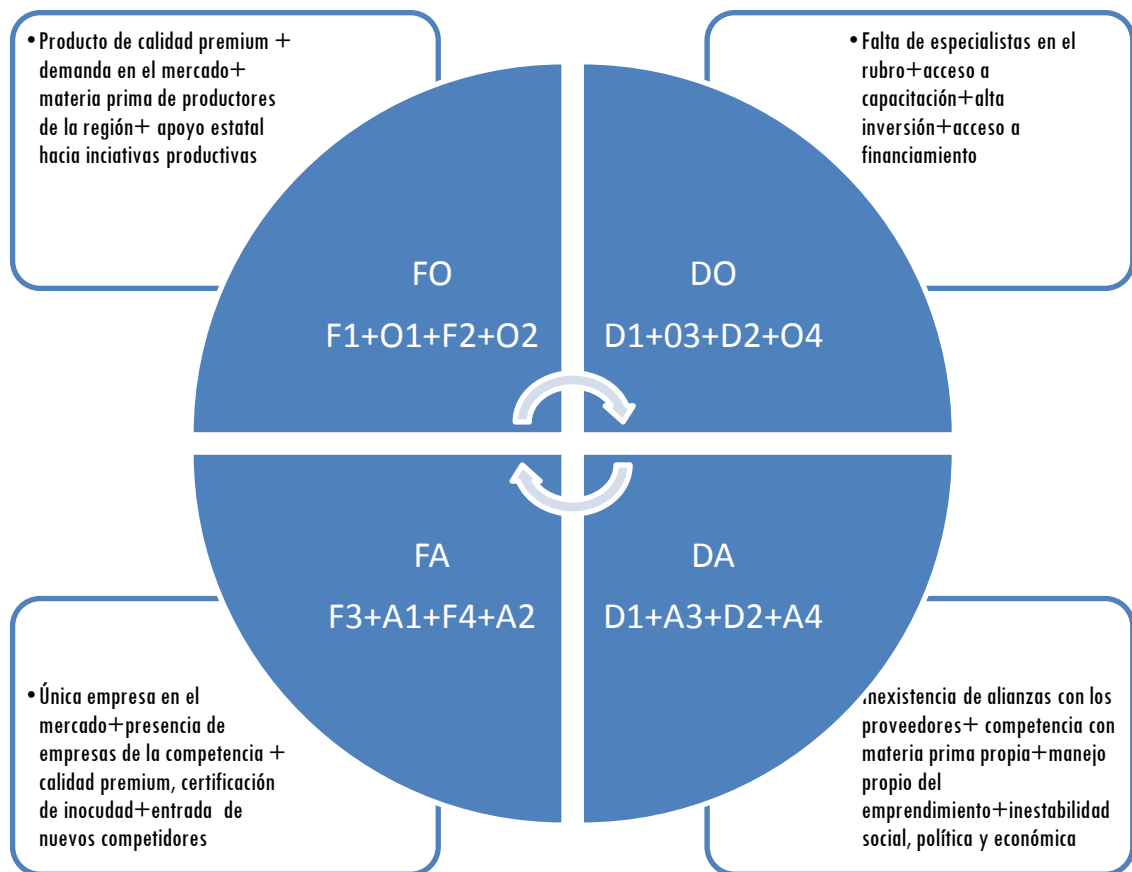 • Producto de calidad premium +
demanda en el mercado+
materia prima de productores
de la región+ apoyo estatal
hacia inciativas productivas
• Falta de especialistas en el
rubro+acceso a
capacitación+alta
inversión+acceso a
financiamiento
FO
F1+O1+F2+O2
DO
D1+03+D2+O4
FA
F3+A1+F4+A2
DA
D1+A3+D2+A4
• Única empresa en el
mercado+presencia de
empresas de la competencia +
calidad premium, certificación
de inocudad+entrada de
nuevos competidores
Inexistencia de alianzas con los
proveedores+ competencia con
materia prima propia+manejo
propio del
emprendimiento+inestabilidad
social, política y económica